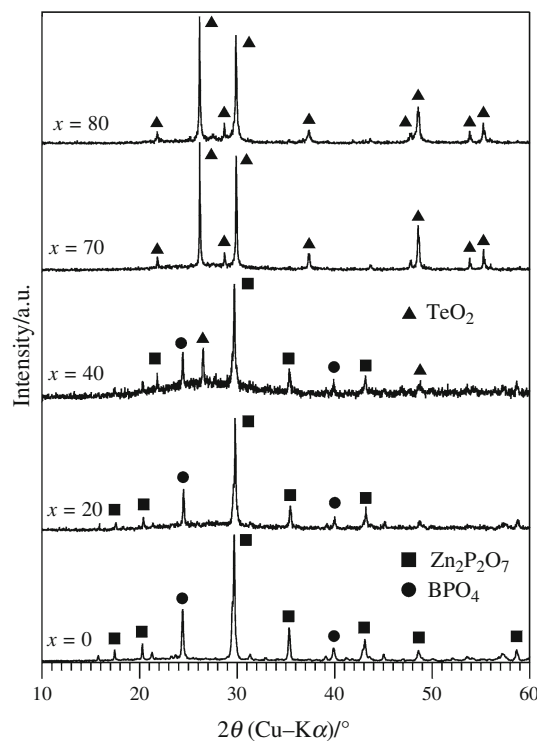 x = 80
x = 70
▲ TeO₂
x = 40
x = 20
■ Zn₂P₂O₇
● BPO₄
x = 0
Intensity/a.u.
10 20 30 40 50 60
2θ (Cu–Kα)/°